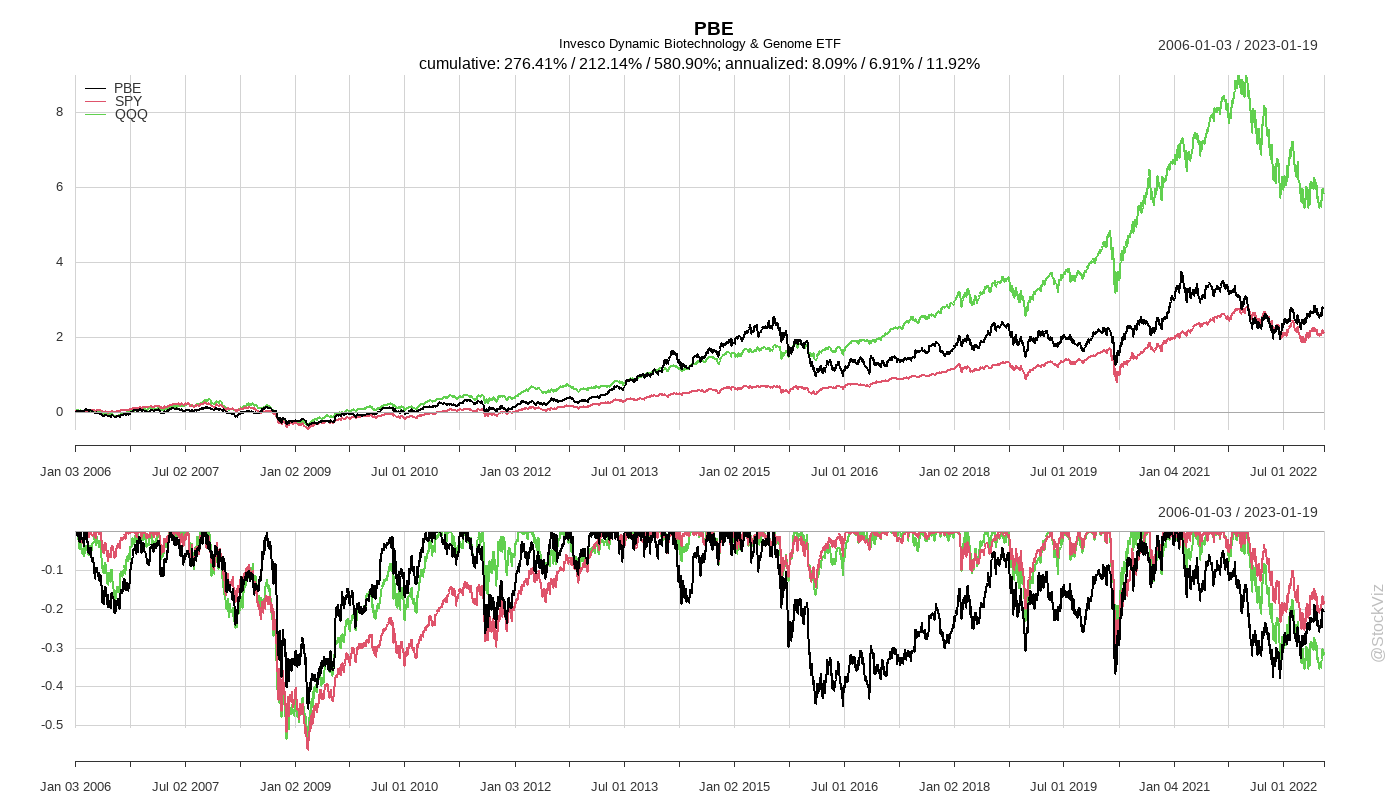 PBE
Invesco Dynamic Biotechnology & Genome ETF
2006-01-03 / 2023-01-19
cumulative: 276.41% / 212.14% / 580.90%; annualized: 8.09% / 6.91% / 11.92%
PBE
SPY
QQQ
8
6
4
2
0
Jan 03 2006 Jul 02 2007 Jan 02 2009 Jul 01 2010 Jan 03 2012 Jul 01 2013 Jan 02 2015 Jul 01 2016 Jan 02 2018 Jul 01 2019 Jan 04 2021 Jul 01 2022
2006-01-03 / 2023-01-19
-0.1
-0.2
-0.3
-0.4
-0.5
Jan 03 2006 Jul 02 2007 Jan 02 2009 Jul 01 2010 Jan 03 2012 Jul 01 2013 Jan 02 2015 Jul 01 2016 Jan 02 2018 Jul 01 2019 Jan 04 2021 Jul 01 2022
@StockViz